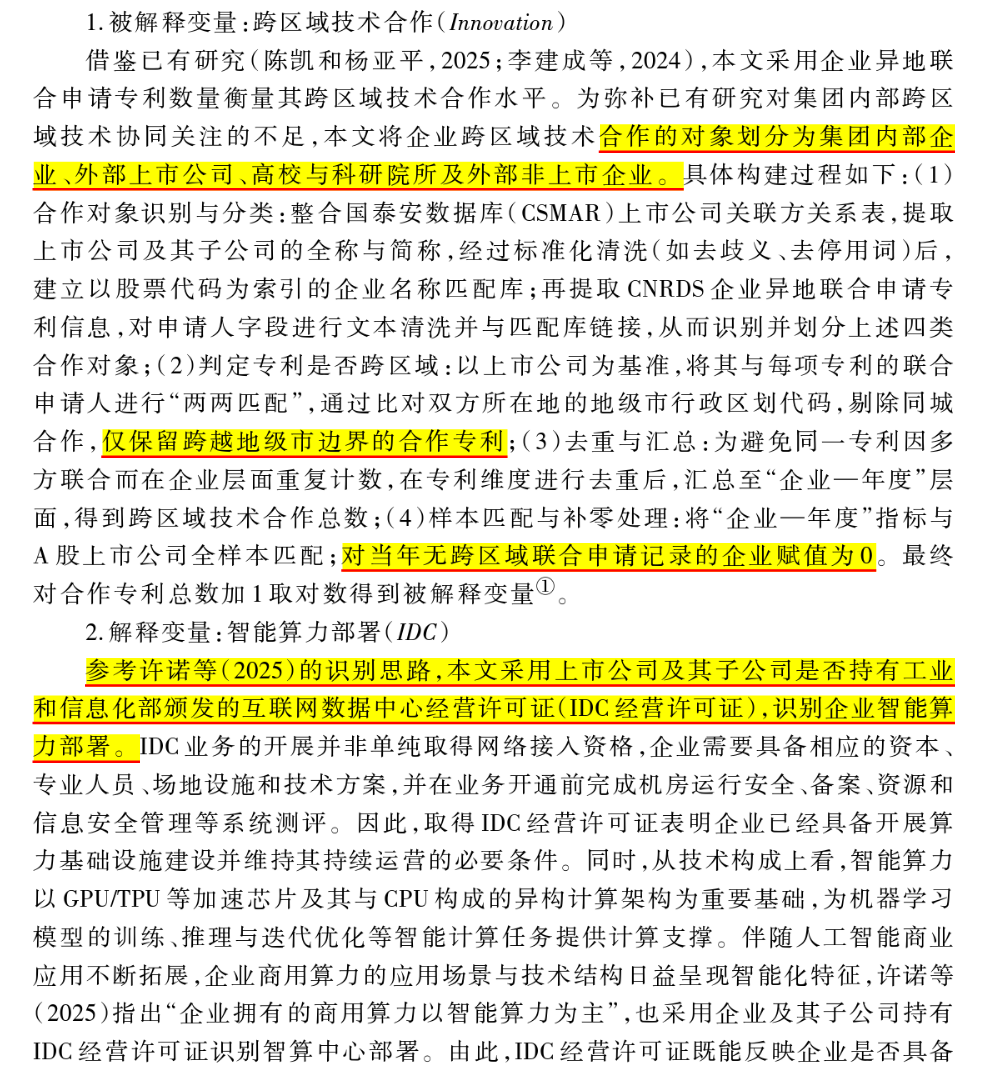 1.被解释变量:跨区域技术合作(Innovation)
借鉴已有研究(陈凯和杨亚平,2025;李建成等,2024),本文采用企业异地联
合申请专利数量衡量其跨区域技术合作水平。为弥补已有研究对集团内部跨区
域技术协同关注的不足,本文将企业跨区域技术合作的对象划分为集团内部企
业、外部上市公司、高校与科研院所及外部非上市企业。具体构建过程如下:(1)
合作对象识别与分类:整合国泰安数据库(CSMAR)上市公司关联方关系表,提取
上市公司及其子公司的全称与简称,经过标准化清洗(如去歧义、去停用词)后,
建立以股票代码为索引的企业名称匹配库;再提取 CNRDS 企业异地联合申请专
利信息,对申请人字段进行文本清洗并与匹配库链接,从而识别并划分上述四类
合作对象;(2)判定专利是否跨区域:以上市公司为基准,将其与每项专利的联合
申请人进行“两两匹配”,通过比对双方所在地的地级市行政区划代码,剔除同城
合作,仅保留跨越地级市边界的合作专利;(3)去重与汇总:为避免同一专利因多
方联合而在企业层面重复计数,在专利维度进行去重后,汇总至“企业—年度”层
面,得到跨区域技术合作总数;(4)样本匹配与补零处理:将“企业—年度”指标与
A 股上市公司全样本匹配;对当年无跨区域联合申请记录的企业赋值为 0。最终
对合作专利总数加 1 取对数得到被解释变量①。
2.解释变量:智能算力部署(IDC)
参考许诺等(2025)的识别思路,本文采用上市公司及其子公司是否持有工业
和信息化部颁发的互联网数据中心经营许可证(IDC 经营许可证),识别企业智能算
力部署。IDC 业务的开展并非单纯取得网络接入资格,企业需要具备相应的资本、
专业人员、场地设施和技术方案,并在业务开通前完成机房运行安全、备案、资源和
信息安全管理等系统测评。因此,取得 IDC 经营许可证表明企业已经具备开展算
力基础设施建设并维持其持续运营的必要条件。同时,从技术构成上看,智能算力
以 GPU/TPU 等加速芯片及其与 CPU 构成的异构计算架构为重要基础,为机器学习
模型的训练、推理与迭代优化等智能计算任务提供计算支撑。伴随人工智能商业
应用不断拓展,企业商用算力的应用场景与技术结构日益呈现智能化特征,许诺等
(2025)指出“企业拥有的商用算力以智能算力为主”,也采用企业及其子公司持有
IDC 经营许可证识别智算中心部署。由此,IDC 经营许可证既能反映企业是否具备